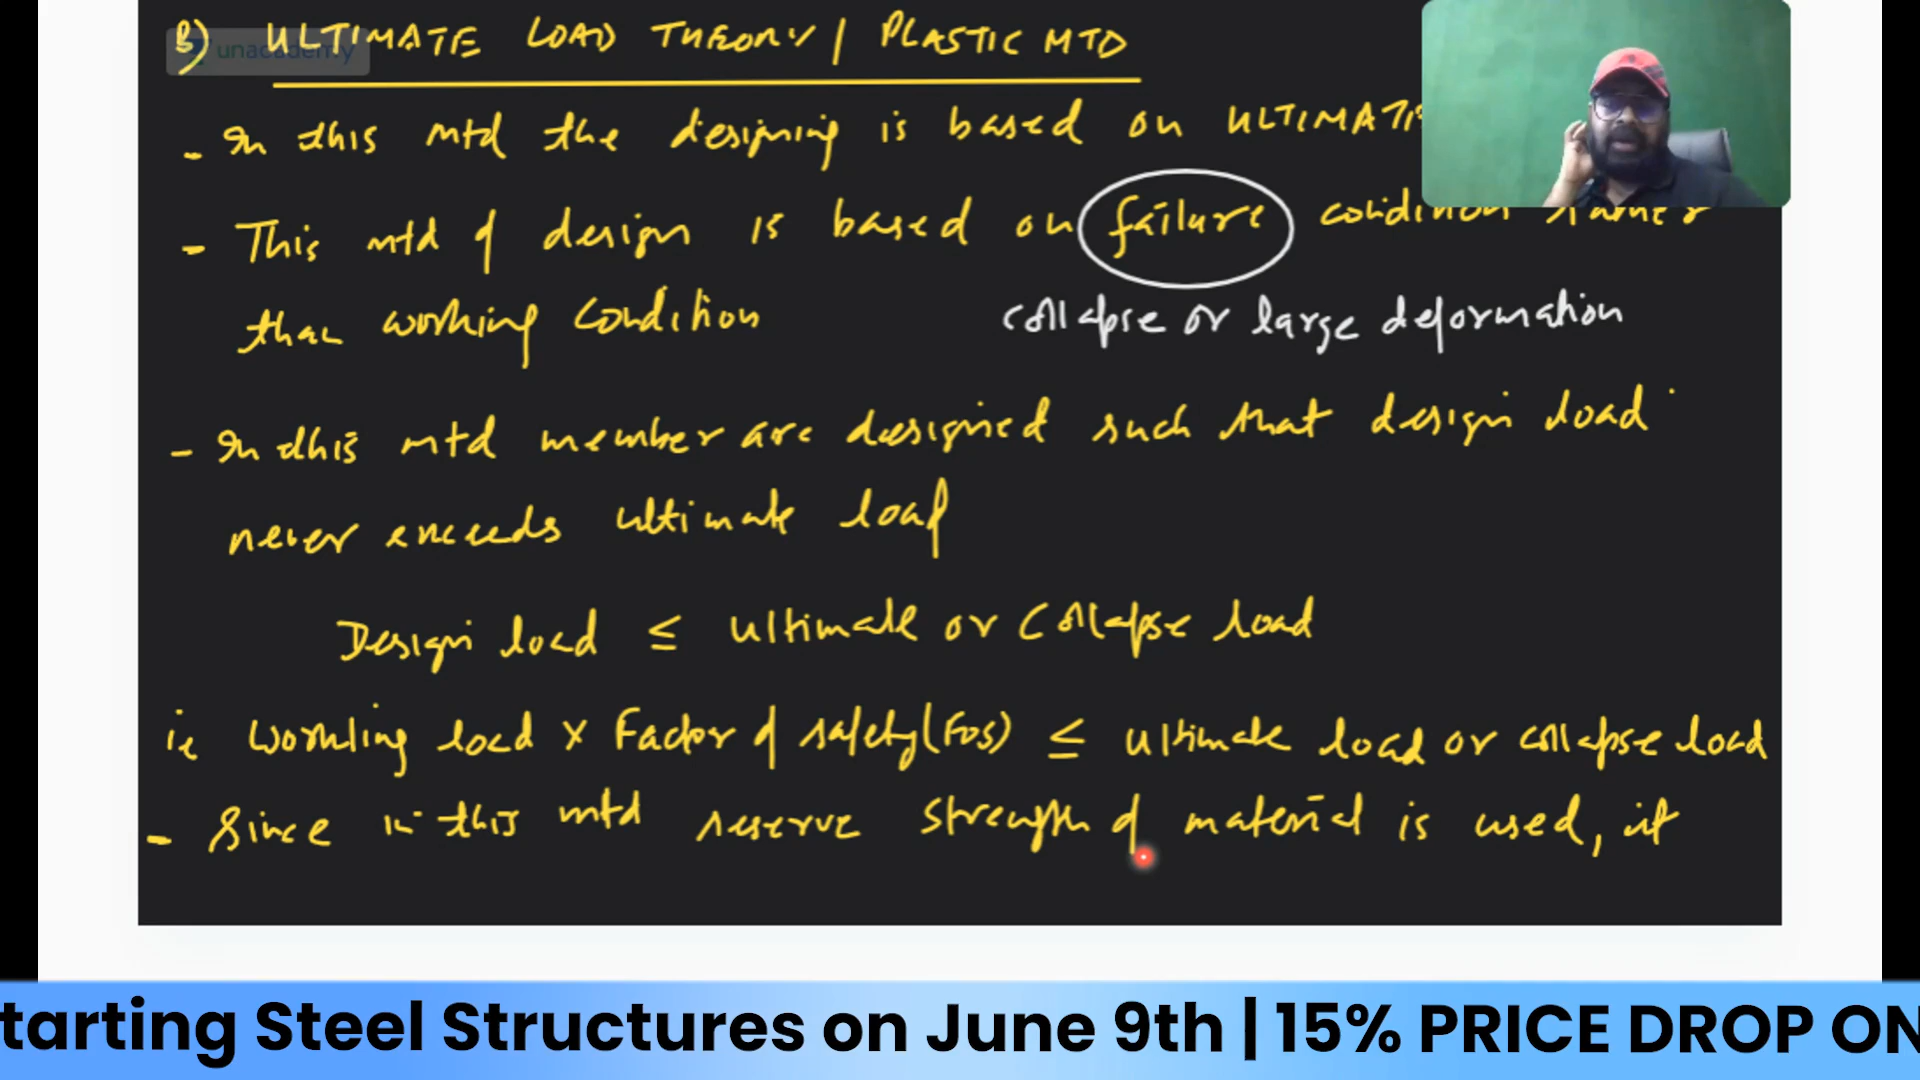 B) ULTIMATE LOAD THEORY / PLASTIC MTD
unacademy
- In this mtd the designing is based on ULTIMATE
- This mtd of design is based on failure condition rather
than working condition
collapse or large deformation
- In this mtd member are designed such that design load
never exceeds ultimate load
Design load ≤ ultimate or collapse load
ie working load x Factor of safety (FOS) ≤ ultimate load or collapse load
- Since in this mtd reserve strength of material is used, it
tarting Steel Structures on June 9th | 15% PRICE DROP ON